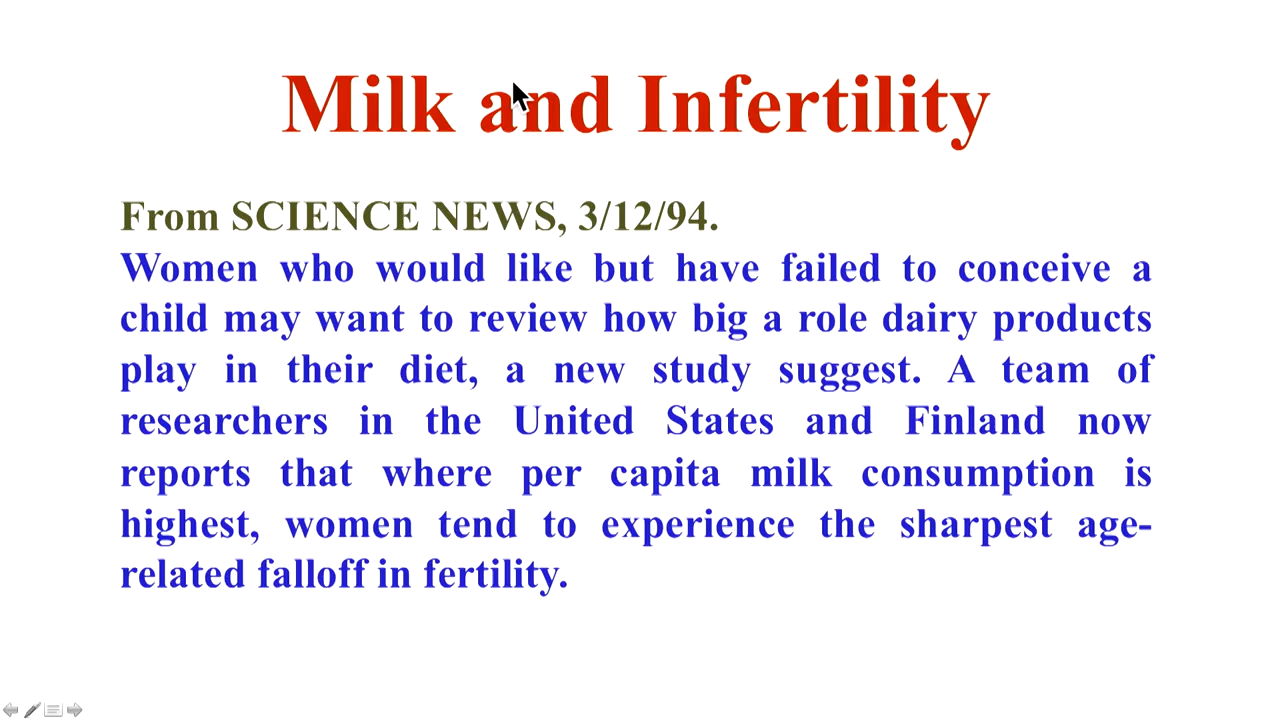 Milk and Infertility
From SCIENCE NEWS, 3/12/94.
Women who would like but have failed to conceive a
child may want to review how big a role dairy products
play in their diet, a new study suggest. A team of
researchers in the United States and Finland now
reports that where per capita milk consumption is
highest, women tend to experience the sharpest age-
related falloff in fertility.